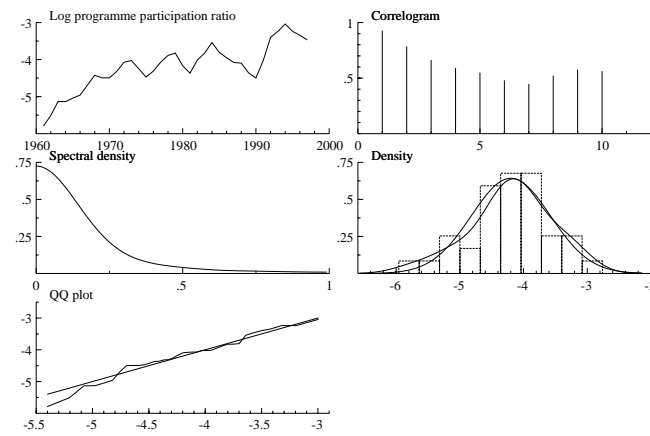 Log programme participation ratio
-3
-4
-5
1960 1970 1980 1990 2000
Correlogram
1
.5
0 5 10
Spectral density
.75
.5
.25
0 .5 1
Density
.75
.5
.25
-6 -5 -4 -3
QQ plot
-3
-4
-5
-5.5 -5 -4.5 -4 -3.5 -3